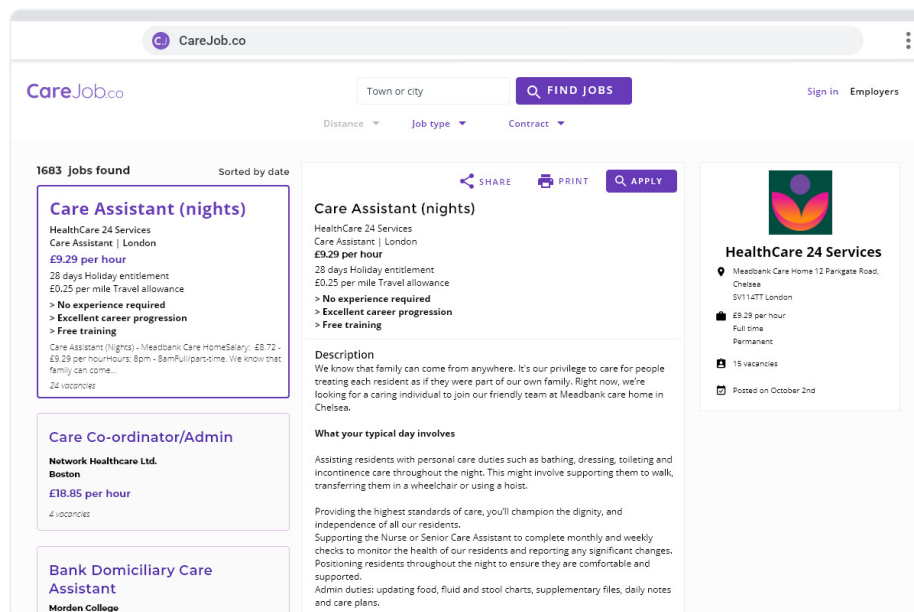 CJ CareJob.co
CareJob.co
Town or city
FIND JOBS
Sign in Employers
Distance Job type Contract
1683 jobs found Sorted by date
Care Assistant (nights)
HealthCare 24 Services
Care Assistant | London
£9.29 per hour
28 days Holiday entitlement
£0.25 per mile Travel allowance
> No experience required
> Excellent career progression
> Free training
Care Assistant (Nights) - Meadbank Care HomeSalary: £8.72 -
£9.29 per hourHours: 8pm - 8amFull/part-time. We know that
family can come...
24 vacancies
Care Co-ordinator/Admin
Network Healthcare Ltd.
Boston
£18.85 per hour
4 vacancies
Bank Domiciliary Care
Assistant
Morden College
SHARE PRINT APPLY
Care Assistant (nights)
HealthCare 24 Services
Care Assistant | London
£9.29 per hour
28 days Holiday entitlement
£0.25 per mile Travel allowance
> No experience required
> Excellent career progression
> Free training
Description
We know that family can come from anywhere. It's our privilege to care for people
treating each resident as if they were part of our own family. Right now, we're
looking for a caring individual to join our friendly team at Meadbank care home in
Chelsea.
What your typical day involves
Assisting residents with personal care duties such as bathing, dressing, toileting and
incontinence care throughout the night. This might involve supporting them to walk,
transferring them in a wheelchair or using a hoist.
Providing the highest standards of care, you'll champion the dignity, and
independence of all our residents.
Supporting the Nurse or Senior Care Assistant to complete monthly and weekly
checks to monitor the health of our residents and reporting any significant changes.
Positioning residents throughout the night to ensure they are comfortable and
supported.
Admin duties: updating food, fluid and stool charts, supplementary files, daily notes
and care plans.
HealthCare 24 Services
Meadbank Care Home 12 Parkgate Road,
Chelsea
SV114TT London
£9.29 per hour
Full time
Permanent
15 vacancies
Posted on October 2nd